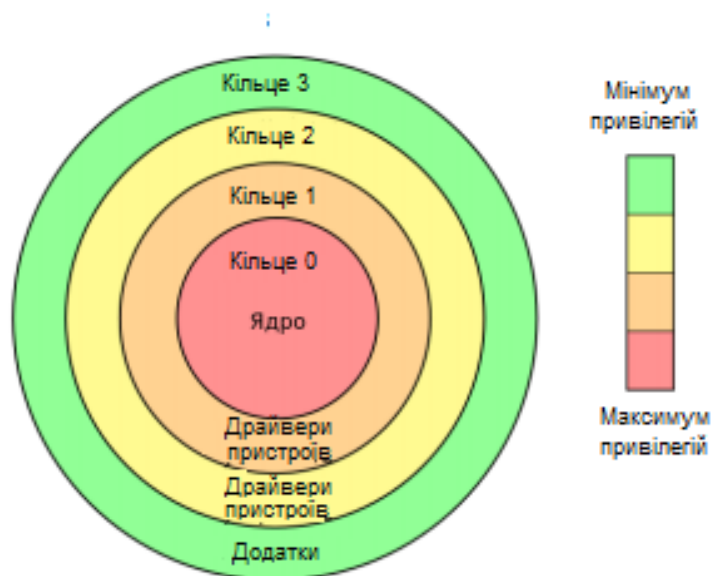 Кільце 3
Кільце 2
Кільце 1
Кільце 0
Ядро
Драйвери
пристроїв
Драйвери
пристроїв
Додатки
Мінімум
привілегій
Максимум
привілегій